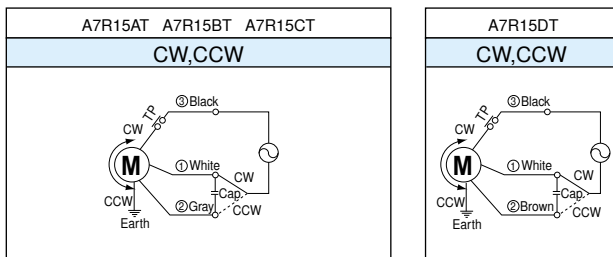 A7R15AT A7R15BT A7R15CT
CW,CCW
TP
③Black
CW
M
①White
CW
Cap.
CCW
②Gray
CCW
Earth
A7R15DT
CW,CCW
TP
③Black
CW
M
①White
CW
Cap.
CCW
②Brown
CCW
Earth